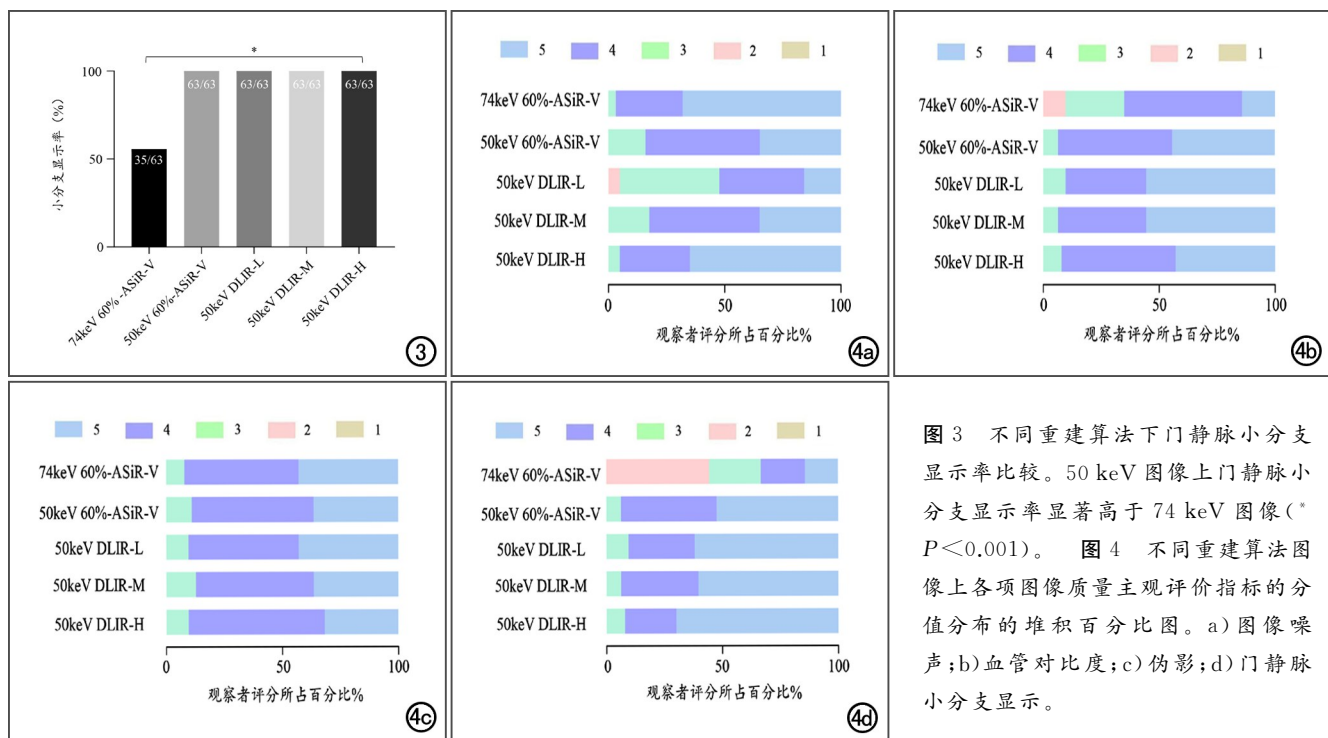 *
小分支显示率（%）
100
50
0
35/63
63/63
63/63
63/63
63/63
74keV 60% -ASiR-V
50keV 60%-ASiR-V
50keV DLIR-L
50keV DLIR-M
50keV DLIR-H
③
5 4 3 2 1
74keV 60%-ASiR-V
50keV 60%-ASiR-V
50keV DLIR-L
50keV DLIR-M
50keV DLIR-H
0 50 100
观察者评分所占百分比%
4a
5 4 3 2 1
74keV 60%-ASiR-V
50keV 60%-ASiR-V
50keV DLIR-L
50keV DLIR-M
50keV DLIR-H
0 50 100
观察者评分所占百分比%
4b
5 4 3 2 1
74keV 60%-ASiR-V
50keV 60%-ASiR-V
50keV DLIR-L
50keV DLIR-M
50keV DLIR-H
0 50 100
观察者评分所占百分比%
4c
5 4 3 2 1
74keV 60%-ASiR-V
50keV 60%-ASiR-V
50keV DLIR-L
50keV DLIR-M
50keV DLIR-H
0 50 100
观察者评分所占百分比%
4d
图3 不同重建算法下门静脉小分支
显示率比较。50 keV 图像上门静脉小
分支显示率显著高于 74 keV 图像(*
P＜0.001)。 图4 不同重建算法图
像上各项图像质量主观评价指标的分
值分布的堆积百分比图。a)图像噪
声;b)血管对比度;c)伪影;d)门静脉
小分支显示。